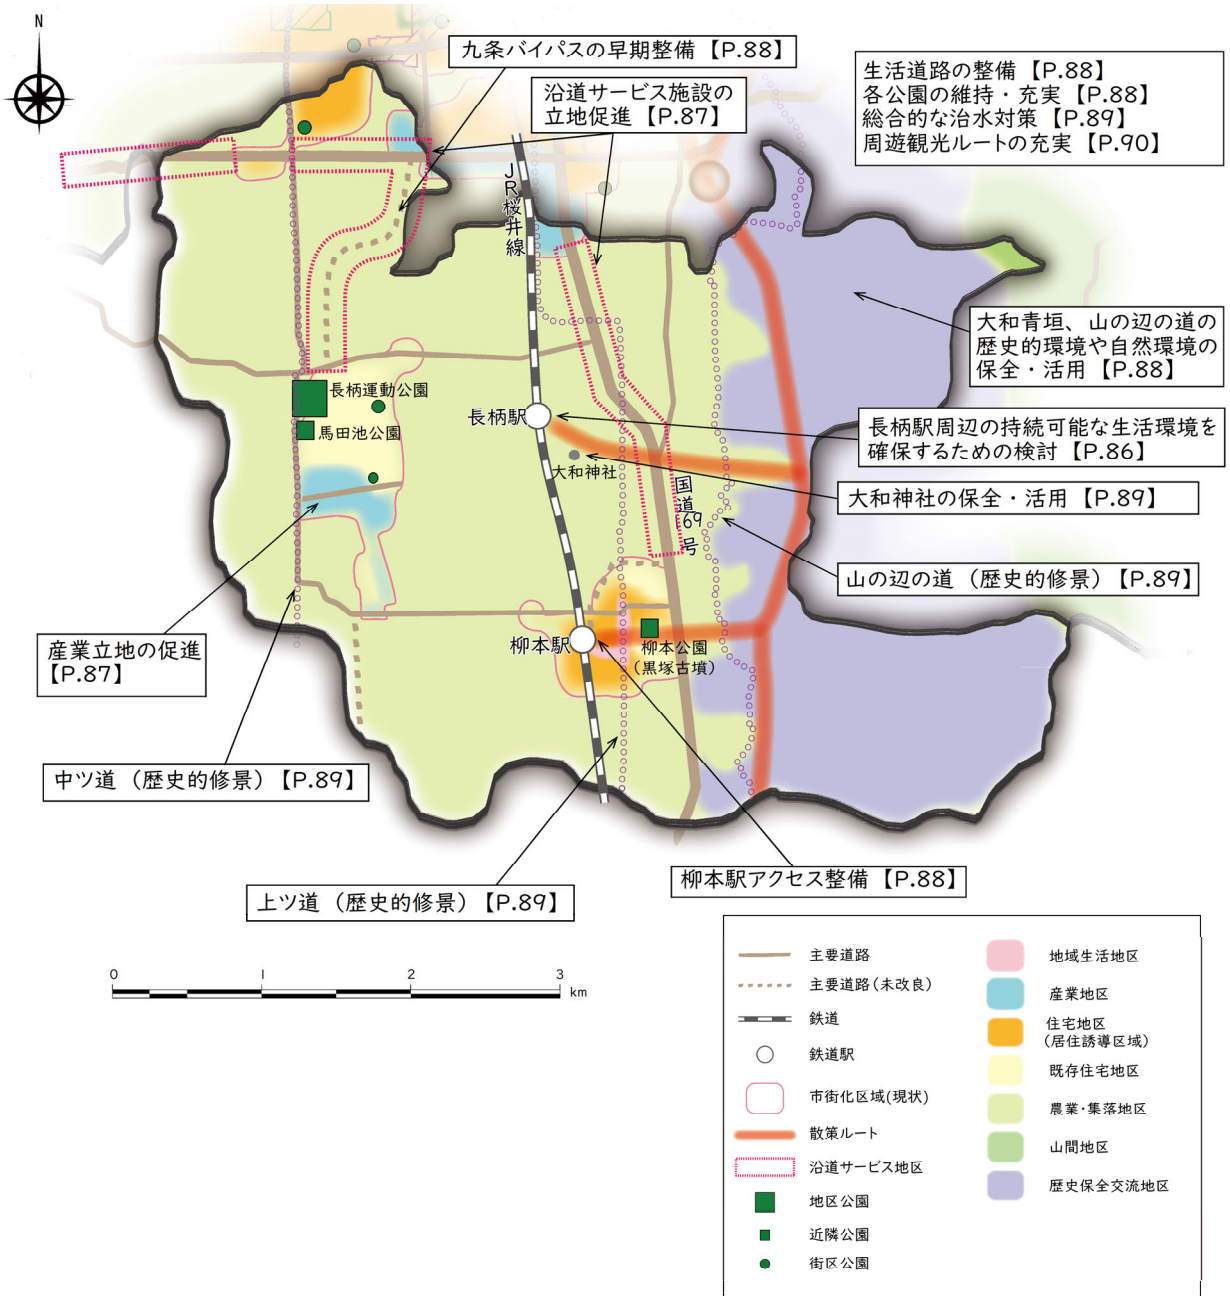 N
九条バイパスの早期整備【P.88】
沿道サービス施設の
立地促進【P.87】
生活道路の整備【P.88】
各公園の維持・充実【P.88】
総合的な治水対策【P.89】
周遊観光ルートの充実【P.90】
JR桜井線
大和青垣、山の辺の道の
歴史的環境や自然環境の
保全・活用【P.88】
長柄運動公園
馬田池公園
長柄駅
大和神社
長柄駅周辺の持続可能な生活環境を
確保するための検討【P.86】
大和神社の保全・活用【P.89】
国道169号
山の辺の道（歴史的修景）【P.89】
産業立地の促進
【P.87】
柳本駅
柳本公園
(黒塚古墳)
中ツ道（歴史的修景）【P.89】
上ツ道（歴史的修景）【P.89】
柳本駅アクセス整備【P.88】
0 1 2 3
km
主要道路
主要道路(未改良)
鉄道
鉄道駅
市街化区域(現状)
散策ルート
沿道サービス地区
地区公園
近隣公園
街区公園
地域生活地区
産業地区
住宅地区
(居住誘導区域)
既存住宅地区
農業・集落地区
山間地区
歴史保全交流地区